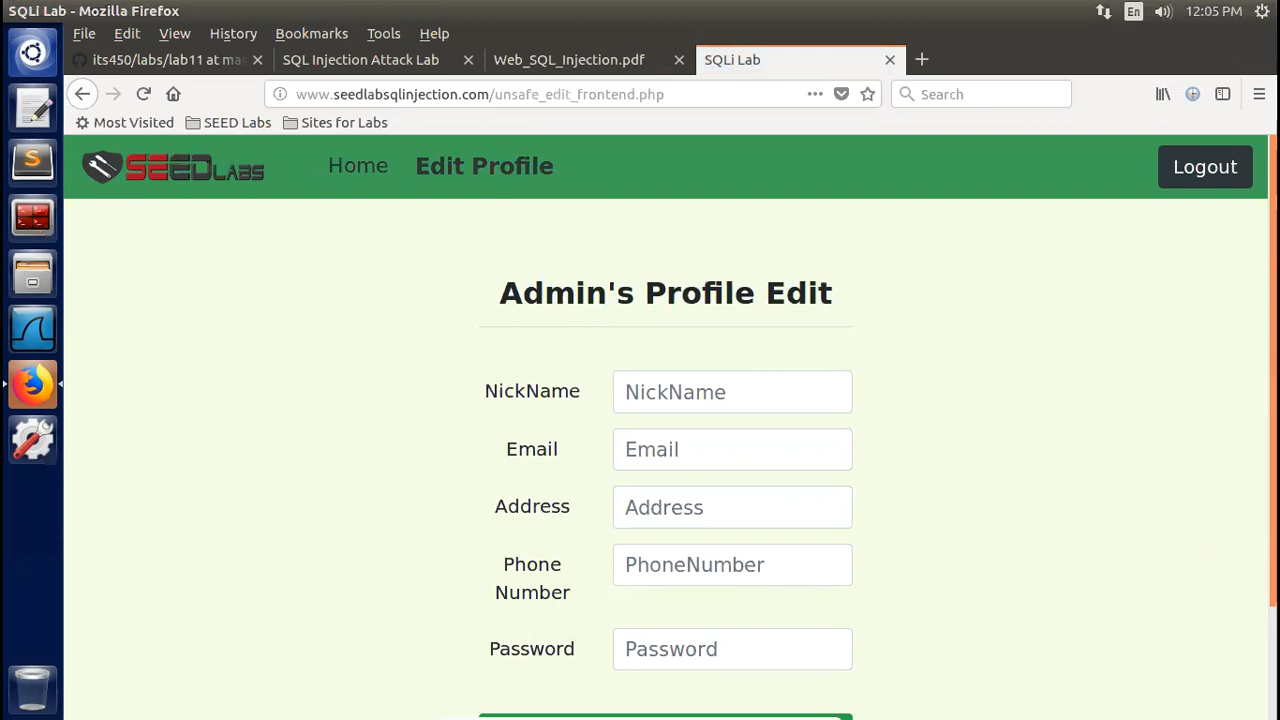 SQLi Lab - Mozilla Firefox
En
12:05 PM
File Edit View History Bookmarks Tools Help
its450/labs/lab11 at mas
SQL Injection Attack Lab
Web_SQL_Injection.pdf
SQLi Lab
www.seedlabsqlinjection.com/unsafe_edit_frontend.php
Search
Most Visited SEED Labs Sites for Labs
SEEDLABS
Home Edit Profile
Logout
Admin's Profile Edit
NickName NickName
Email Email
Address Address
Phone PhoneNumber
Number
Password Password